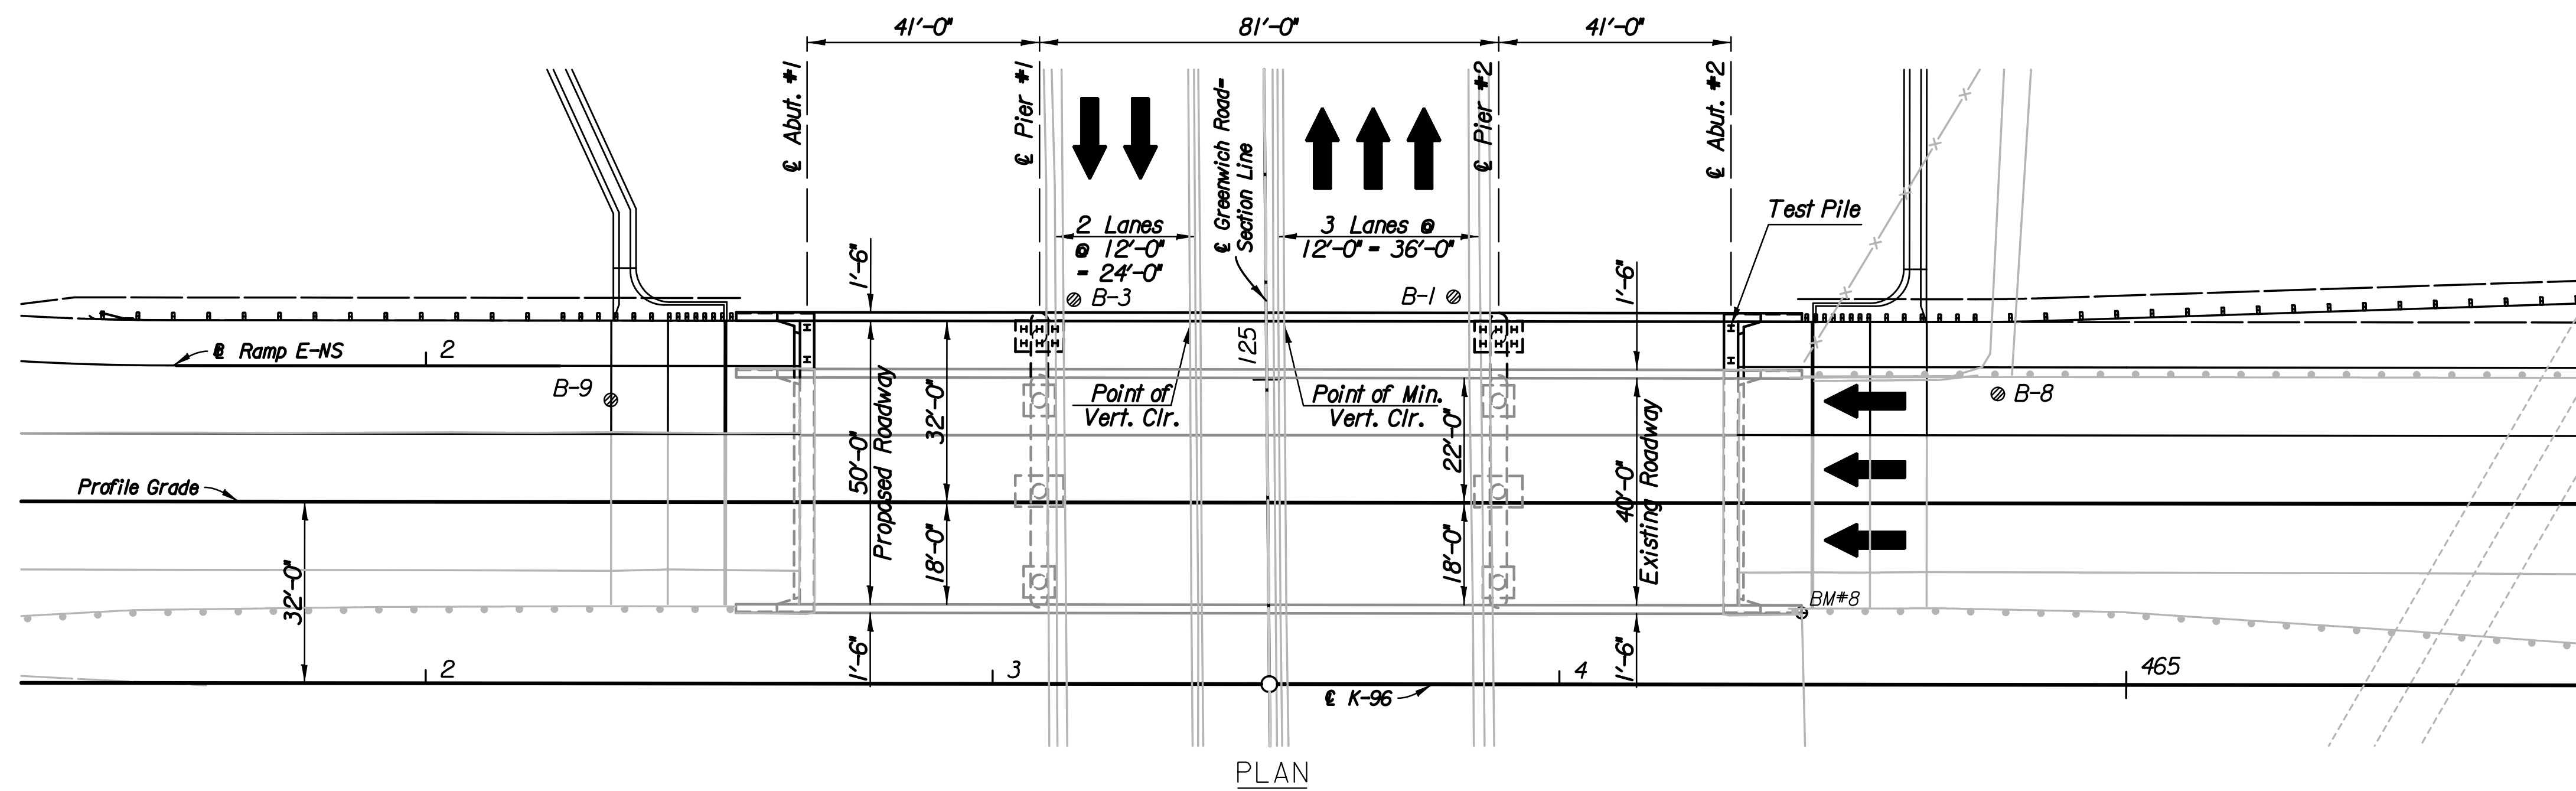 41'-0"
81'-0"
41'-0"
℄ Abut. #1
℄ Pier #1
℄ Greenwich Road-
Section Line
℄ Pier #2
℄ Abut. #2
Test Pile
2 Lanes
@ 12'-0"
= 24'-0"
3 Lanes @
12'-0" = 36'-0"
1'-6"
1'-6"
B-3
B-1
125
℄ Ramp E-NS
2
B-9
Point of
Vert. Clr.
Point of Min.
Vert. Clr.
B-8
50'-0"
Proposed Roadway
32'-0"
22'-0"
40'-0"
Existing Roadway
Profile Grade
18'-0"
18'-0"
32'-0"
BM#8
1'-6"
1'-6"
2
3
4
465
℄ K-96
PLAN